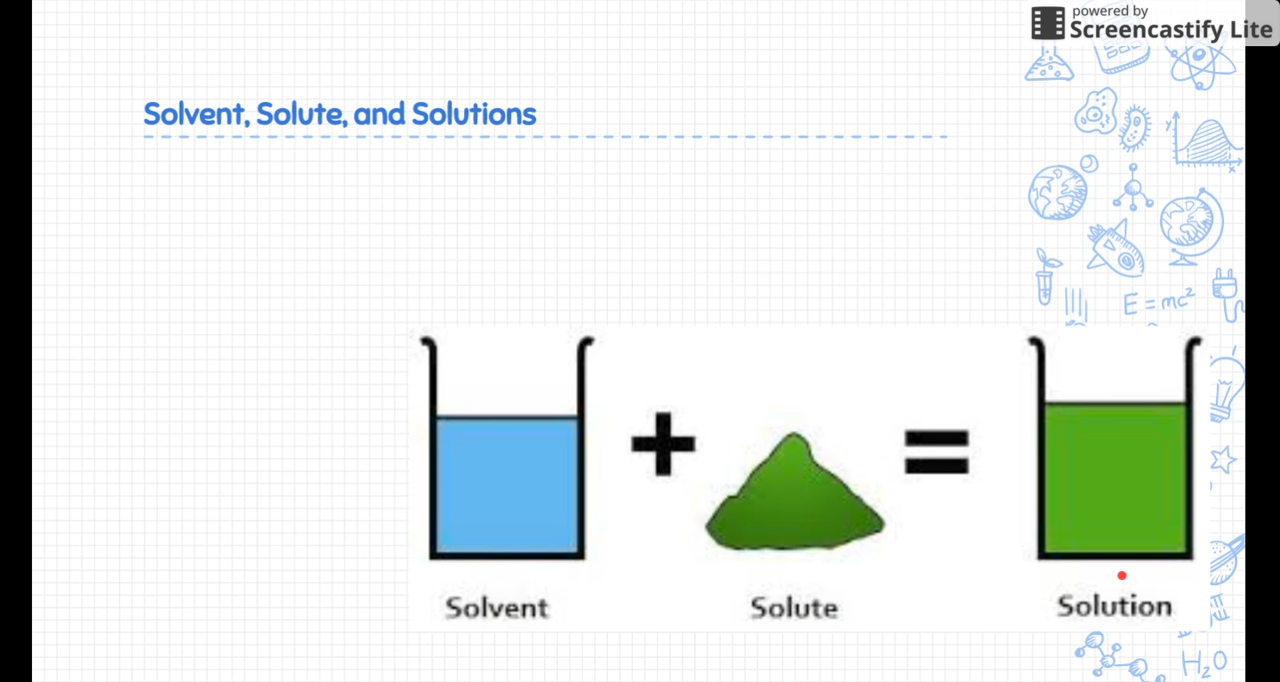 powered by
Screencastify Lite
Solvent, Solute, and Solutions
y
x
E = mc²
+
=
Solvent
Solute
Solution
H₂O